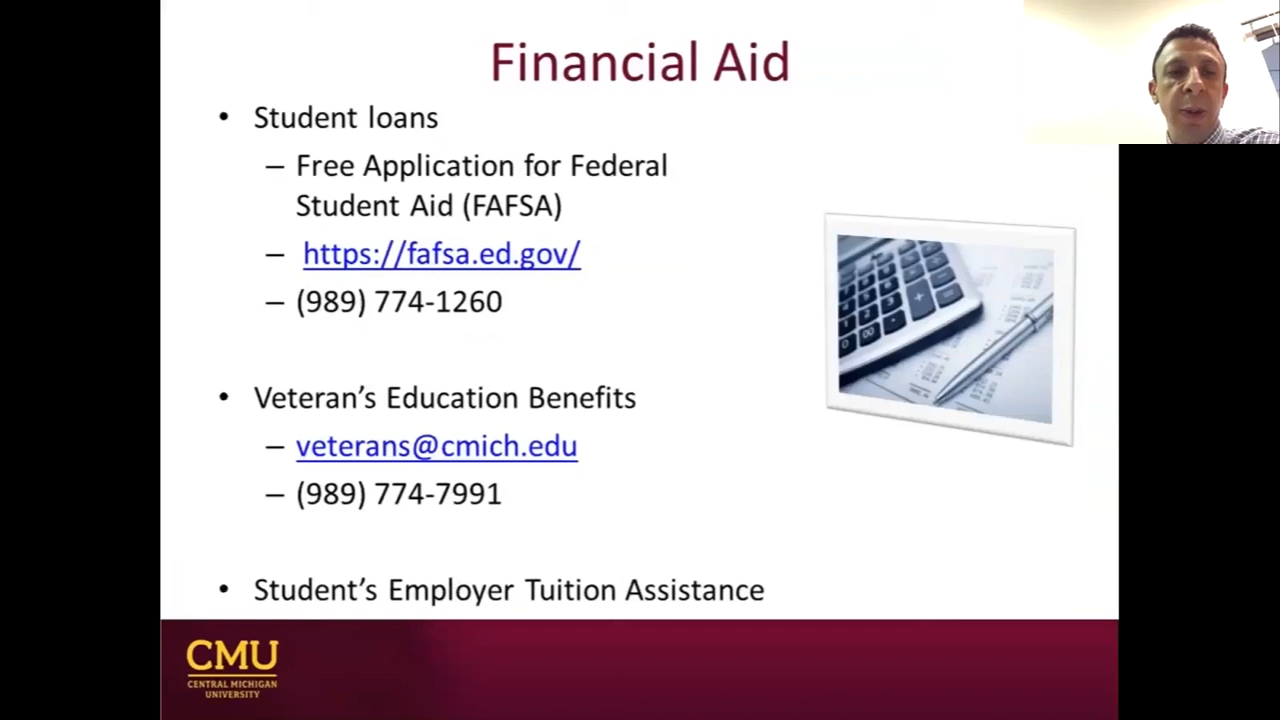 Financial Aid
• Student loans
– Free Application for Federal
Student Aid (FAFSA)
– https://fafsa.ed.gov/
– (989) 774-1260
• Veteran’s Education Benefits
– veterans@cmich.edu
– (989) 774-7991
• Student’s Employer Tuition Assistance
CMU
CENTRAL MICHIGAN
UNIVERSITY